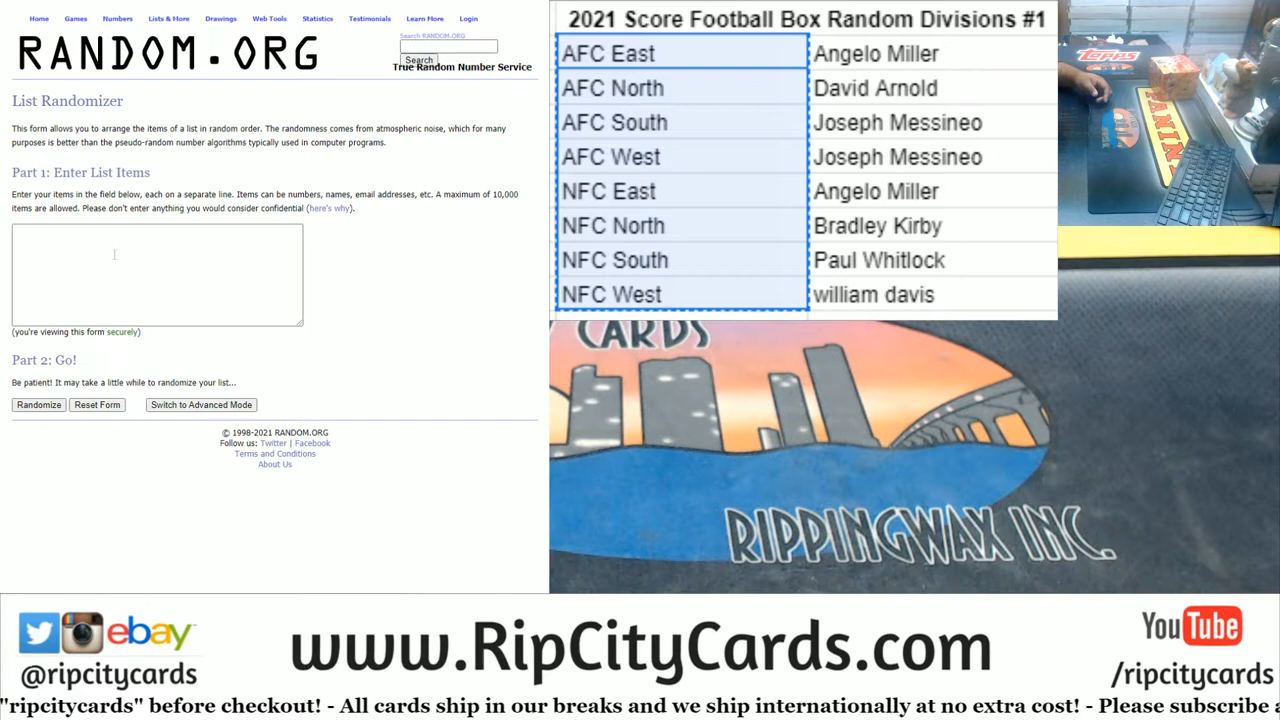 Home Games Numbers Lists & More Drawings Web Tools Statistics Testimonials Learn More Login
RANDOM.ORG
Search RANDOM.ORG
Search
True Random Number Service
List Randomizer
This form allows you to arrange the items of a list in random order. The randomness comes from atmospheric noise, which for many
purposes is better than the pseudo-random number algorithms typically used in computer programs.
Part 1: Enter List Items
Enter your items in the field below, each on a separate line. Items can be numbers, names, email addresses, etc. A maximum of 10,000
items are allowed. Please don't enter anything you would consider confidential (here's why).
(you're viewing this form securely)
Part 2: Go!
Be patient! It may take a little while to randomize your list...
Randomize Reset Form Switch to Advanced Mode
© 1998-2021 RANDOM.ORG
Follow us: Twitter | Facebook
Terms and Conditions
About Us
2021 Score Football Box Random Divisions #1
AFC East Angelo Miller
AFC North David Arnold
AFC South Joseph Messineo
AFC West Joseph Messineo
NFC East Angelo Miller
NFC North Bradley Kirby
NFC South Paul Whitlock
NFC West william davis
TOPPS
PANINI
CARDS
RIPPINGWAX INC.
ebay
@ripcitycards
www.RipCityCards.com
YouTube
/ripcitycards
"ripcitycards" before checkout! - All cards ship in our breaks and we ship internationally at no extra cost! - Please subscribe a